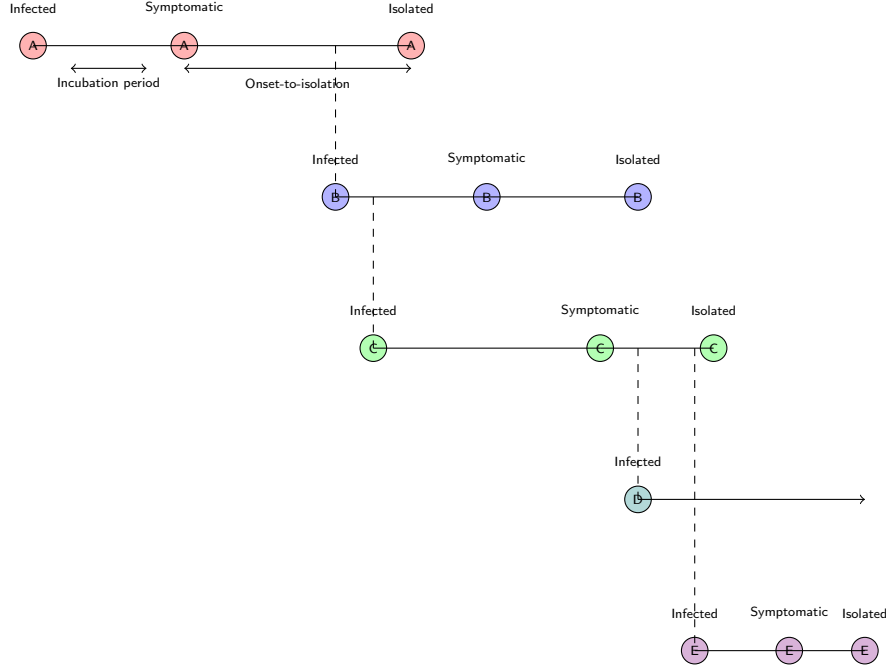 Infected Symptomatic Isolated
A A A
Incubation period Onset-to-isolation
Infected Symptomatic Isolated
B B B
Infected Symptomatic Isolated
C C C
Infected
D
Infected Symptomatic Isolated
E E E